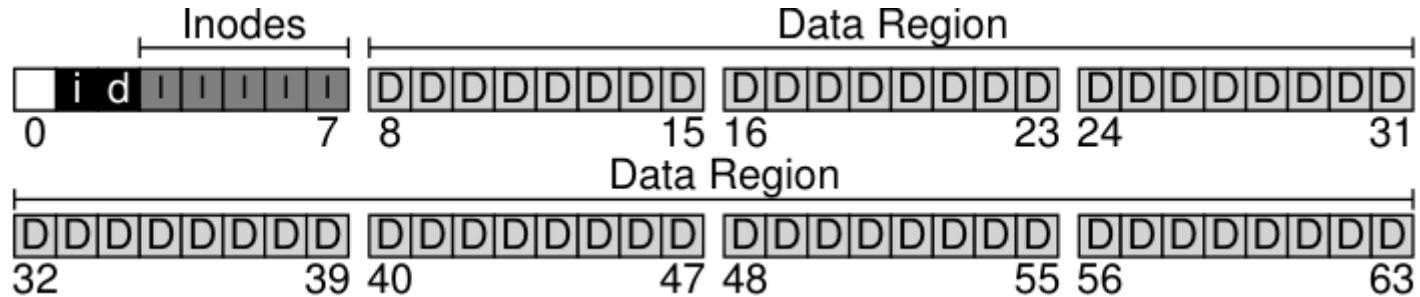 Inodes Data Region
i d I I I I I D D D D D D D D D D D D D D D D D D D D D D D D
0 7 8 15 16 23 24 31
Data Region
D D D D D D D D D D D D D D D D D D D D D D D D D D D D D D D D
32 39 40 47 48 55 56 63